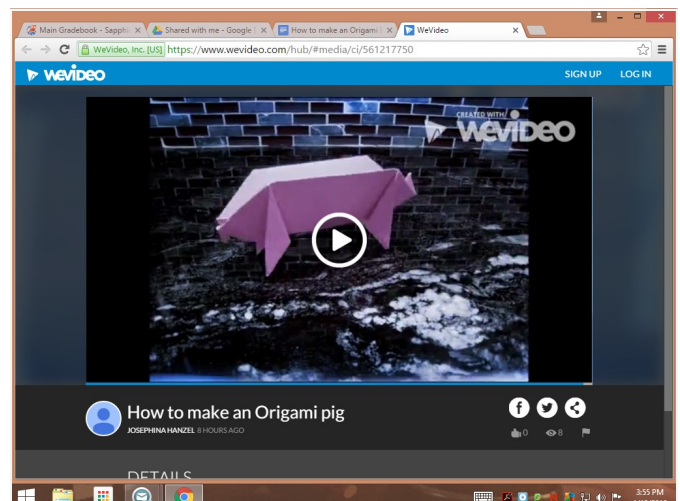 Main Gradebook - Sapphi
Shared with me - Google
How to make an Origami
WeVideo
WeVideo, Inc. [US] https://www.wevideo.com/hub/#media/ci/561217750
WEVIDEO
SIGN UP LOG IN
CREATED WITH
WEVIDEO
How to make an Origami pig
JOSEPHINA HANZEL 8 HOURS AGO
0 8
DETAILS
3:55 PM